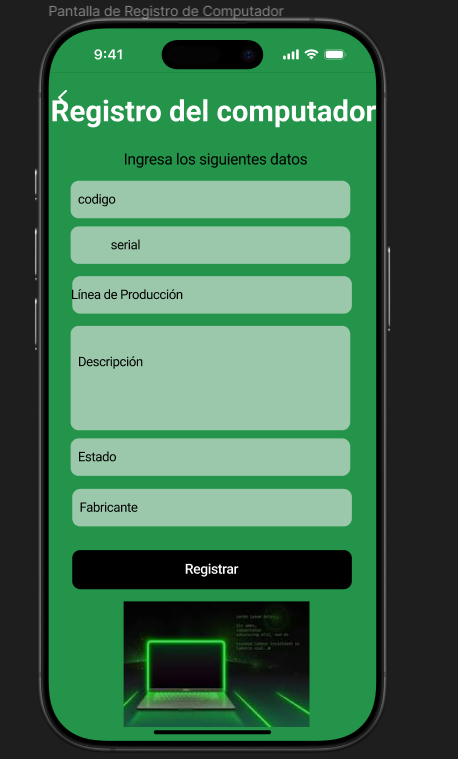 Pantalla de Registro de Computador
9:41
Registro del computador
Ingresa los siguientes datos
codigo
serial
Línea de Producción
Descripción
Estado
Fabricante
Registrar